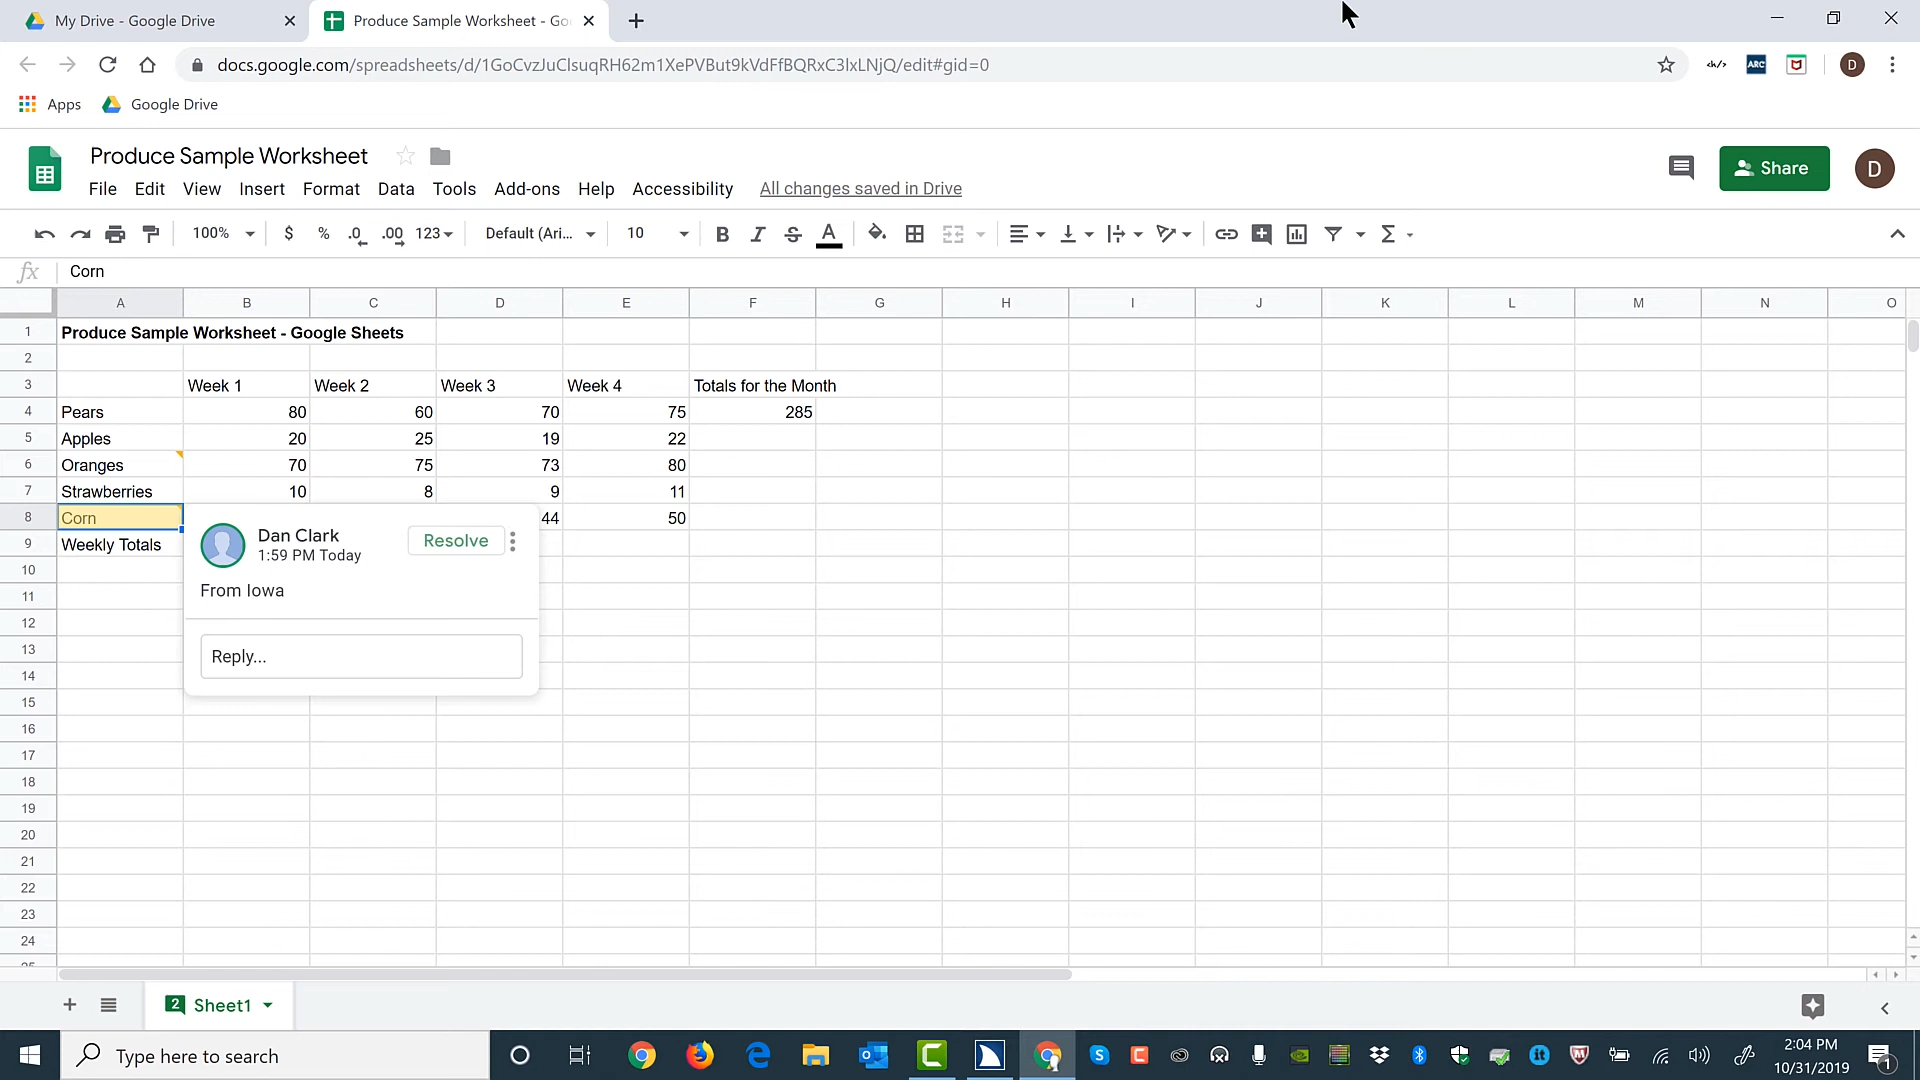 My Drive - Google Drive
Produce Sample Worksheet - Go
docs.google.com/spreadsheets/d/1GoCvzJuClsuqRH62m1XePVBut9kVdFfBQRxC3lxLNjQ/edit#gid=0
ARC
D
Apps
Google Drive
Produce Sample Worksheet
Share
D
File Edit View Insert Format Data Tools Add-ons Help Accessibility All changes saved in Drive
100% $ % .0 .00 123 Default (Ari... 10 B I S A
fx Corn
A B C D E F G H I J K L M N O
1 Produce Sample Worksheet - Google Sheets
2
3 Week 1 Week 2 Week 3 Week 4 Totals for the Month
4 Pears 80 60 70 75 285
5 Apples 20 25 19 22
6 Oranges 70 75 73 80
7 Strawberries 10 8 9 11
8 Corn 44 50
9 Weekly Totals
Dan Clark
1:59 PM Today
Resolve
From Iowa
Reply...
10
11
12
13
14
15
16
17
18
19
20
21
22
23
24
25
2 Sheet1
Type here to search
2:04 PM
10/31/2019
1